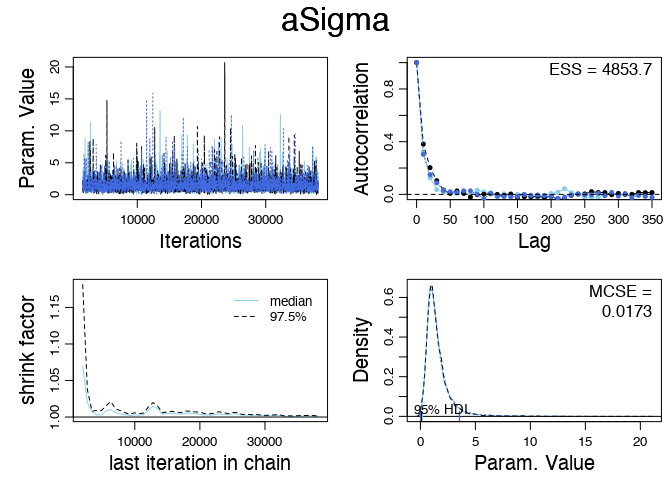 aSigma
Param. Value
0 5 10 15 20
10000 20000 30000
Iterations
Autocorrelation
0.0 0.4 0.8
ESS = 4853.7
0 50 100 150 200 250 300 350
Lag
shrink factor
1.00 1.05 1.10 1.15
median
97.5%
10000 20000 30000
last iteration in chain
Density
0.0 0.2 0.4 0.6
MCSE =
0.0173
95% HDI
0 5 10 15 20
Param. Value